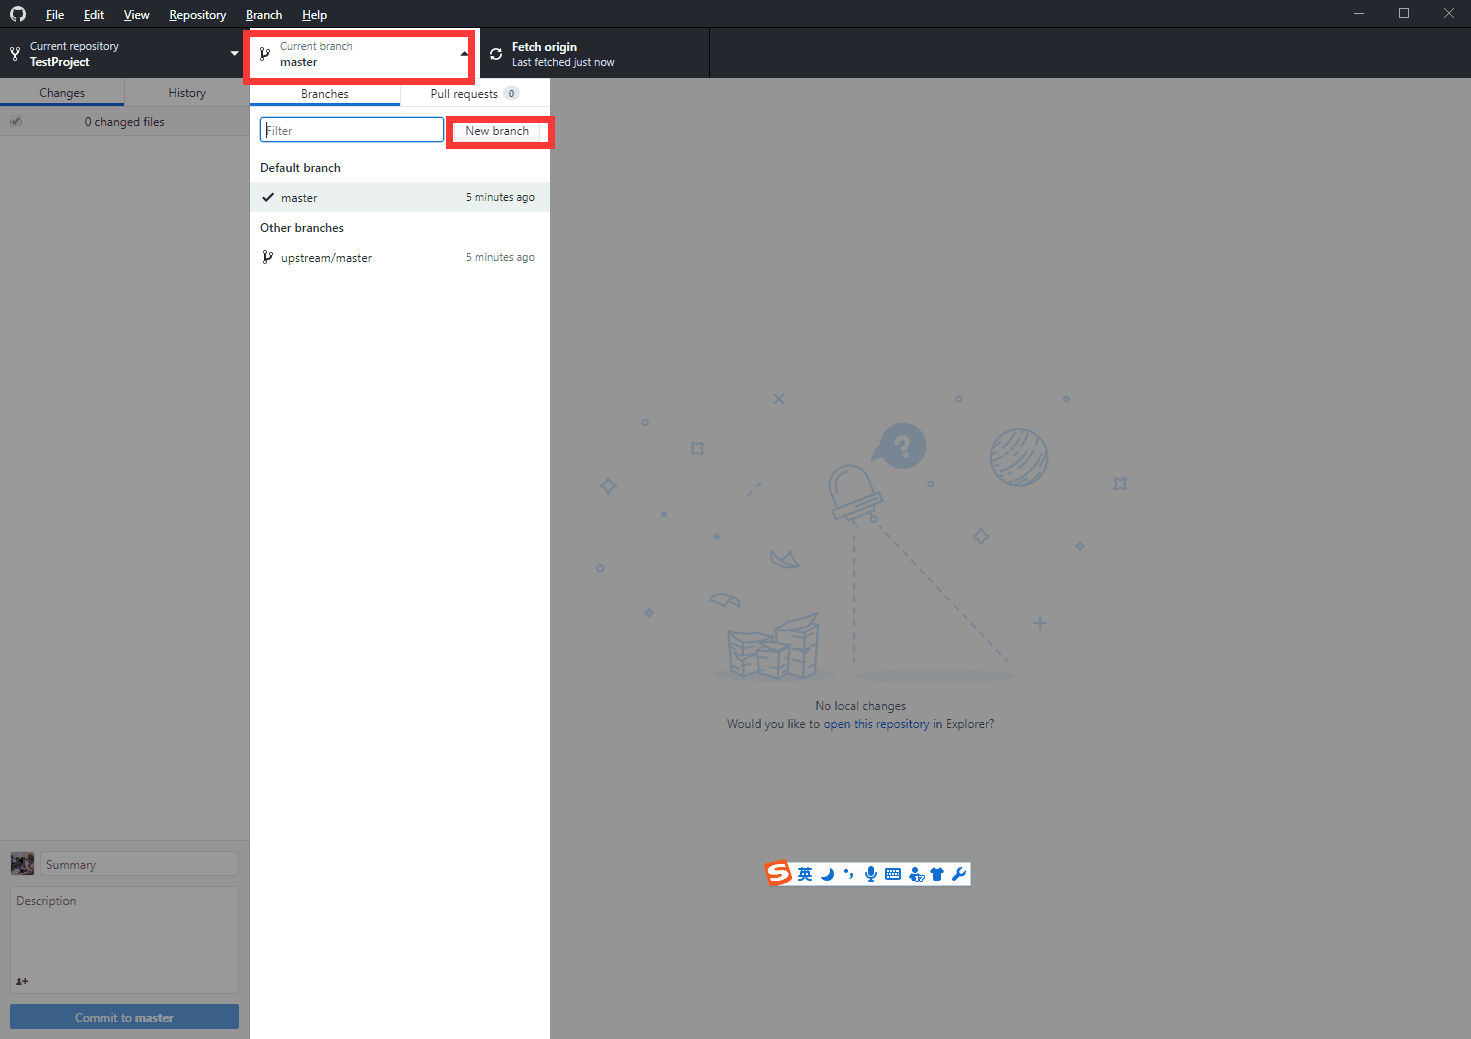 File Edit View Repository Branch Help
Current repository
TestProject
Current branch
master
Fetch origin
Last fetched just now
Changes
History
0 changed files
Branches
Pull requests 0
Filter
New branch
Default branch
master 5 minutes ago
Other branches
upstream/master 5 minutes ago
?
No local changes
Would you like to open this repository in Explorer?
S 英
Summary
Description
Commit to master